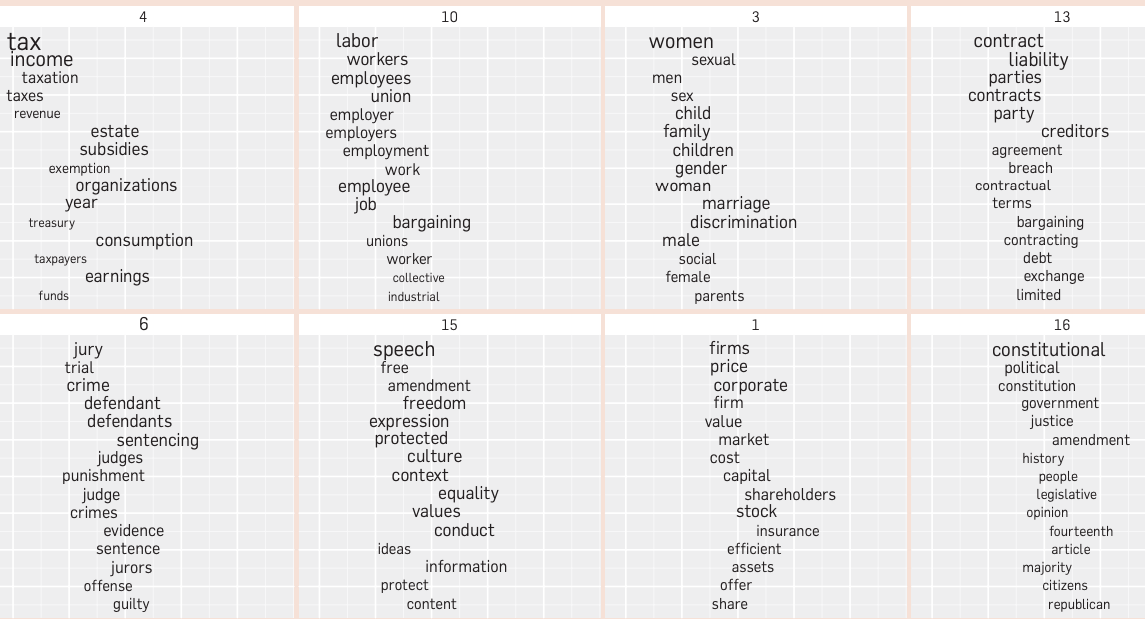 4
tax
income
taxation
taxes
revenue
estate
subsidies
exemption
organizations
year
treasury
consumption
taxpayers
earnings
funds
10
labor
workers
employees
union
employer
employers
employment
work
employee
job
bargaining
unions
worker
collective
industrial
3
women
sexual
men
sex
child
family
children
gender
woman
marriage
discrimination
male
social
female
parents
13
contract
liability
parties
contracts
party
creditors
agreement
breach
contractual
terms
bargaining
contracting
debt
exchange
limited
6
jury
trial
crime
defendant
defendants
sentencing
judges
punishment
judge
crimes
evidence
sentence
jurors
offense
guilty
15
speech
free
amendment
freedom
expression
protected
culture
context
equality
values
conduct
ideas
information
protect
content
1
firms
price
corporate
firm
value
market
cost
capital
shareholders
stock
insurance
efficient
assets
offer
share
16
constitutional
political
constitution
government
justice
amendment
history
people
legislative
opinion
fourteenth
article
majority
citizens
republican